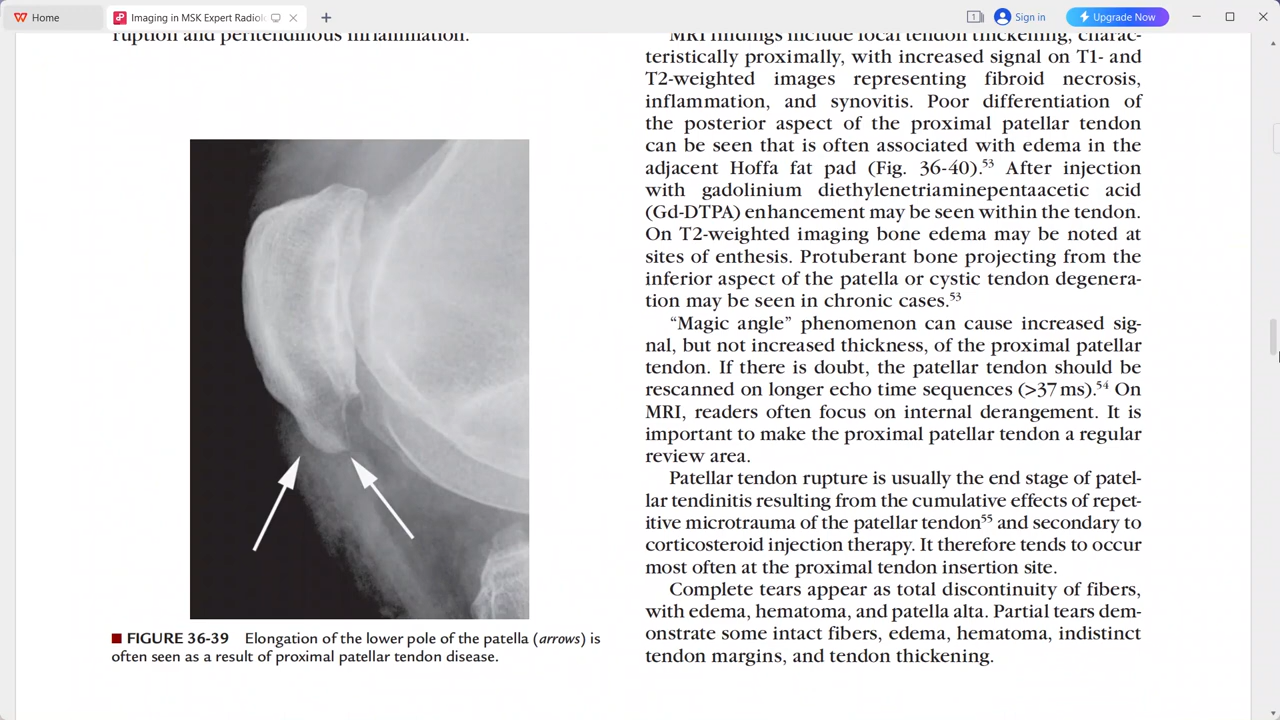 Home
Imaging in MSK Expert Radiol
1
Sign in
Upgrade Now
ruption and peritendinous inflammation.
MRI findings include local tendon thickening, charac-
teristically proximally, with increased signal on T1- and
T2-weighted images representing fibroid necrosis,
inflammation, and synovitis. Poor differentiation of
the posterior aspect of the proximal patellar tendon
can be seen that is often associated with edema in the
adjacent Hoffa fat pad (Fig. 36-40).53 After injection
with gadolinium diethylenetriaminepentaacetic acid
(Gd-DTPA) enhancement may be seen within the tendon.
On T2-weighted imaging bone edema may be noted at
sites of enthesis. Protuberant bone projecting from the
inferior aspect of the patella or cystic tendon degenera-
tion may be seen in chronic cases.53
“Magic angle” phenomenon can cause increased sig-
nal, but not increased thickness, of the proximal patellar
tendon. If there is doubt, the patellar tendon should be
rescanned on longer echo time sequences (>37 ms).54 On
MRI, readers often focus on internal derangement. It is
important to make the proximal patellar tendon a regular
review area.
Patellar tendon rupture is usually the end stage of patel-
lar tendinitis resulting from the cumulative effects of repet-
itive microtrauma of the patellar tendon55 and secondary to
corticosteroid injection therapy. It therefore tends to occur
most often at the proximal tendon insertion site.
Complete tears appear as total discontinuity of fibers,
with edema, hematoma, and patella alta. Partial tears dem-
onstrate some intact fibers, edema, hematoma, indistinct
tendon margins, and tendon thickening.
FIGURE 36-39 Elongation of the lower pole of the patella (arrows) is
often seen as a result of proximal patellar tendon disease.